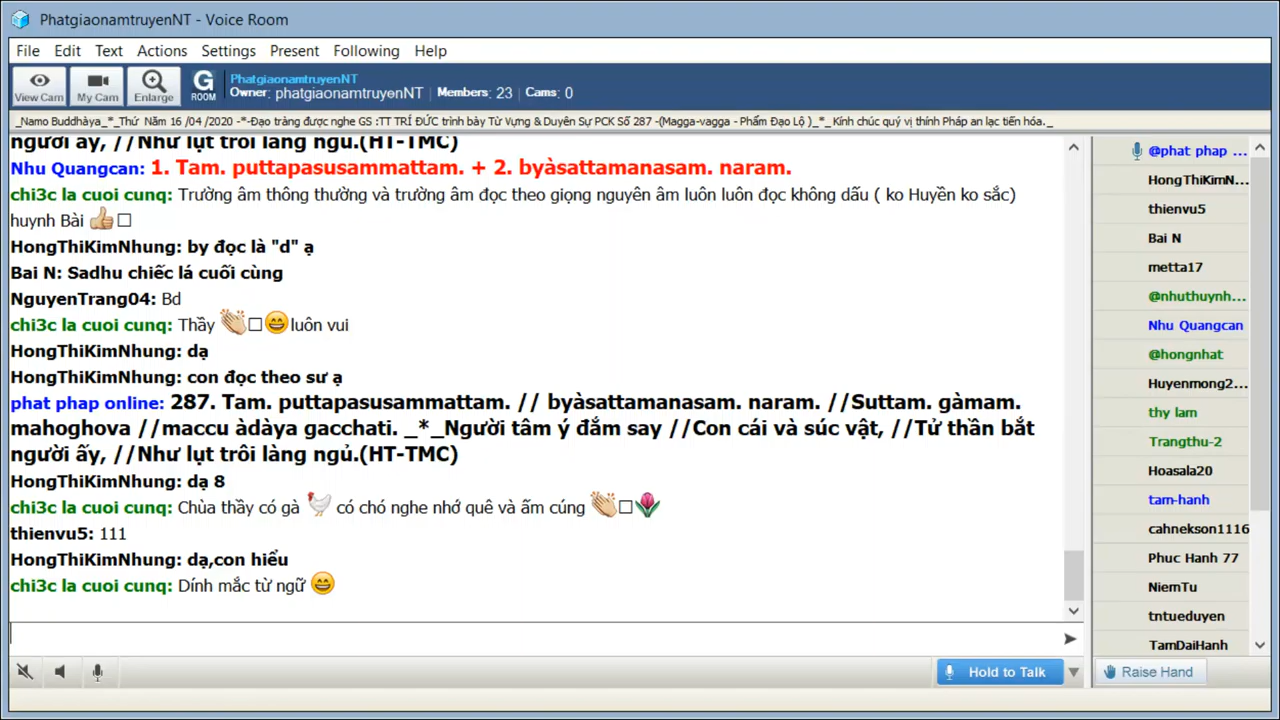 PhatgiaonamtruyenNT - Voice Room
File Edit Text Actions Settings Present Following Help
View Cam My Cam Enlarge G ROOM PhatgiaonamtruyenNT
Owner: phatgiaonamtruyenNT | Members: 23 | Cams: 0
_Namo Buddhàya_*_Thứ Năm 16 /04 /2020 -*-Đạo tràng được nghe GS :TT TRÍ ĐỨC trình bày Từ Vựng & Duyên Sự PCK Số 287 -(Magga-vagga - Phẩm Đạo Lộ )_*_ Kính chúc quý vị thính Pháp an lạc tiến hóa._
người ấy, //Như lụt trôi làng ngủ.(HT-TMC)
Nhu Quangcan: 1. Tam. puttapasusammattam. + 2. byàsattamanasam. naram.
chi3c la cuoi cunq: Trường âm thông thường và trường âm đọc theo giọng nguyên âm luôn luôn đọc không dấu ( ko Huyền ko sắc)
huynh Bài 👍□
HongThiKimNhung: by đọc là "d" ạ
Bai N: Sadhu chiếc lá cuối cùng
NguyenTrang04: Bd
chi3c la cuoi cunq: Thầy 👏□😄luôn vui
HongThiKimNhung: dạ
HongThiKimNhung: con đọc theo sư ạ
phat phap online: 287. Tam. puttapasusammattam. // byàsattamanasam. naram. //Suttam. gàmam.
mahoghova //maccu àdàya gacchati. _*_Người tâm ý đắm say //Con cái và súc vật, //Tử thần bắt
người ấy, //Như lụt trôi làng ngủ.(HT-TMC)
HongThiKimNhung: dạ 8
chi3c la cuoi cunq: Chùa thầy có gà 🐓 có chó nghe nhớ quê và ấm cúng 👏□🌷
thienvu5: 111
HongThiKimNhung: dạ,con hiểu
chi3c la cuoi cunq: Dính mắc từ ngữ 😄
@phat phap ...
HongThiKimN...
thienvu5
Bai N
metta17
@nhuthuynh...
Nhu Quangcan
@hongnhat
Huyenmong2...
thy lam
Trangthu-2
Hoasala20
tam-hanh
cahnekson1116
Phuc Hanh 77
NiemTu
tntueduyen
TamDaiHanh
Hold to Talk
Raise Hand